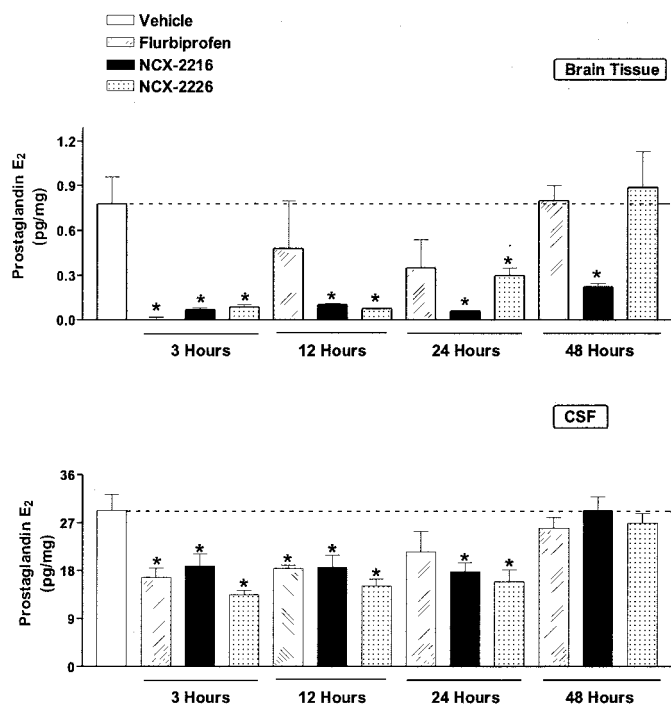 Vehicle
Flurbiprofen
NCX-2216
NCX-2226
Brain Tissue
Prostaglandin E2
(pg/mg)
1.2
0.9
0.6
0.3
0.0
* * * * * * * *
3 Hours 12 Hours 24 Hours 48 Hours
CSF
Prostaglandin E2
(pg/mg)
36
27
18
9
0
* * * * * * * *
3 Hours 12 Hours 24 Hours 48 Hours